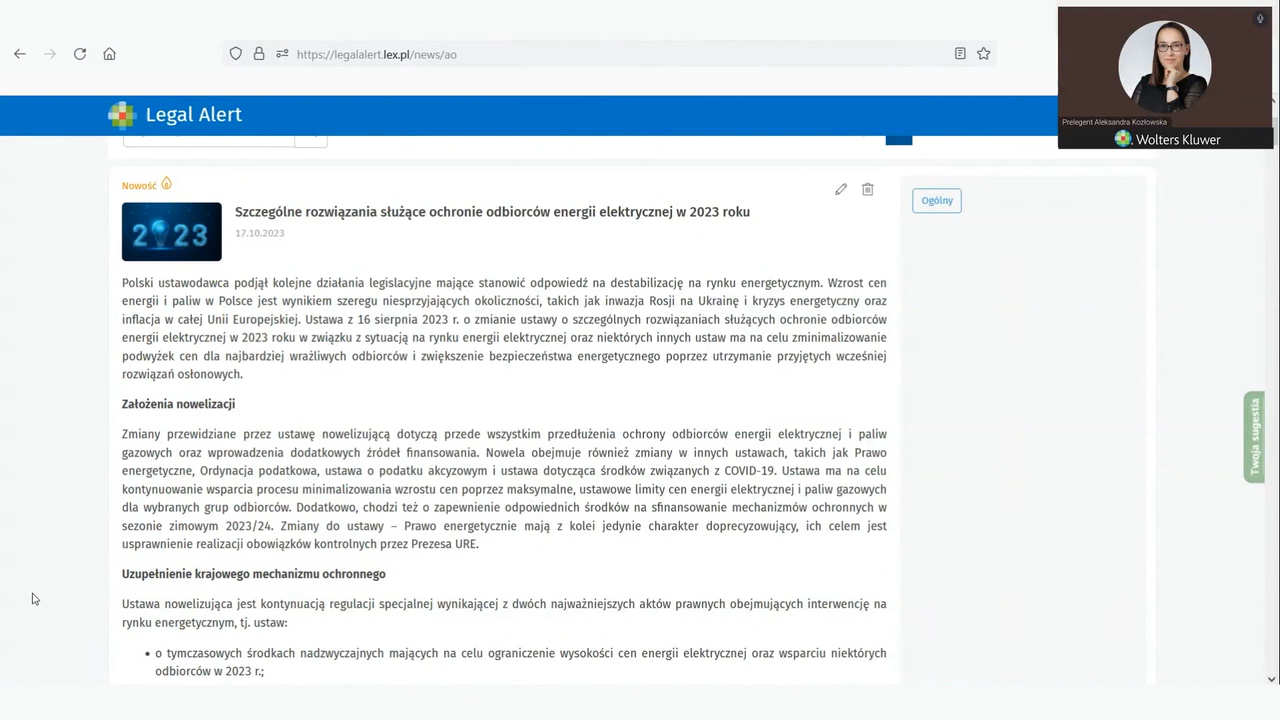 https://legalalert.lex.pl/news/ao
Prelegent Aleksandra Kozłowska
Wolters Kluwer
Legal Alert
Nowość
Szczególne rozwiązania służące ochronie odbiorców energii elektrycznej w 2023 roku
2023
17.10.2023
Ogólny
Polski ustawodawca podjął kolejne działania legislacyjne mające stanowić odpowiedź na destabilizację na rynku energetycznym. Wzrost cen
energii i paliw w Polsce jest wynikiem szeregu niesprzyjających okoliczności, takich jak inwazja Rosji na Ukrainę i kryzys energetyczny oraz
inflacja w całej Unii Europejskiej. Ustawa z 16 sierpnia 2023 r. o zmianie ustawy o szczególnych rozwiązaniach służących ochronie odbiorców
energii elektrycznej w 2023 roku w związku z sytuacją na rynku energii elektrycznej oraz niektórych innych ustaw ma na celu zminimalizowanie
podwyżek cen dla najbardziej wrażliwych odbiorców i zwiększenie bezpieczeństwa energetycznego poprzez utrzymanie przyjętych wcześniej
rozwiązań osłonowych.
Założenia nowelizacji
Zmiany przewidziane przez ustawę nowelizującą dotyczą przede wszystkim przedłużenia ochrony odbiorców energii elektrycznej i paliw
gazowych oraz wprowadzenia dodatkowych źródeł finansowania. Nowela obejmuje również zmiany w innych ustawach, takich jak Prawo
energetyczne, Ordynacja podatkowa, ustawa o podatku akcyzowym i ustawa dotycząca środków związanych z COVID-19. Ustawa ma na celu
kontynuowanie wsparcia procesu minimalizowania wzrostu cen poprzez maksymalne, ustawowe limity cen energii elektrycznej i paliw gazowych
dla wybranych grup odbiorców. Dodatkowo, chodzi też o zapewnienie odpowiednich środków na sfinansowanie mechanizmów ochronnych w
sezonie zimowym 2023/24. Zmiany do ustawy – Prawo energetycznie mają z kolei jedynie charakter doprecyzowujący, ich celem jest
usprawnienie realizacji obowiązków kontrolnych przez Prezesa URE.
Twoja sugestia
Uzupełnienie krajowego mechanizmu ochronnego
Ustawa nowelizująca jest kontynuacją regulacji specjalnej wynikającej z dwóch najważniejszych aktów prawnych obejmujących interwencję na
rynku energetycznym, tj. ustaw:
• o tymczasowych środkach nadzwyczajnych mających na celu ograniczenie wysokości cen energii elektrycznej oraz wsparciu niektórych
odbiorców w 2023 r.;